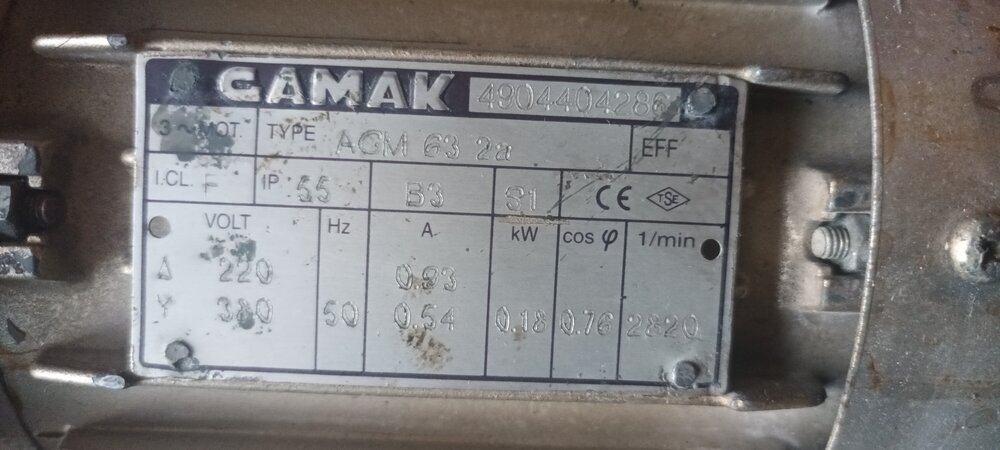 GAMAK 4904404286
3~MOT. TYPE AGM 63 2a EFF
I.CL. F IP 55 B3 S1 CE TSE
VOLT Hz A kW cos φ 1/min
Δ 220 0.93
Y 380 50 0.54 0.18 0.76 2820